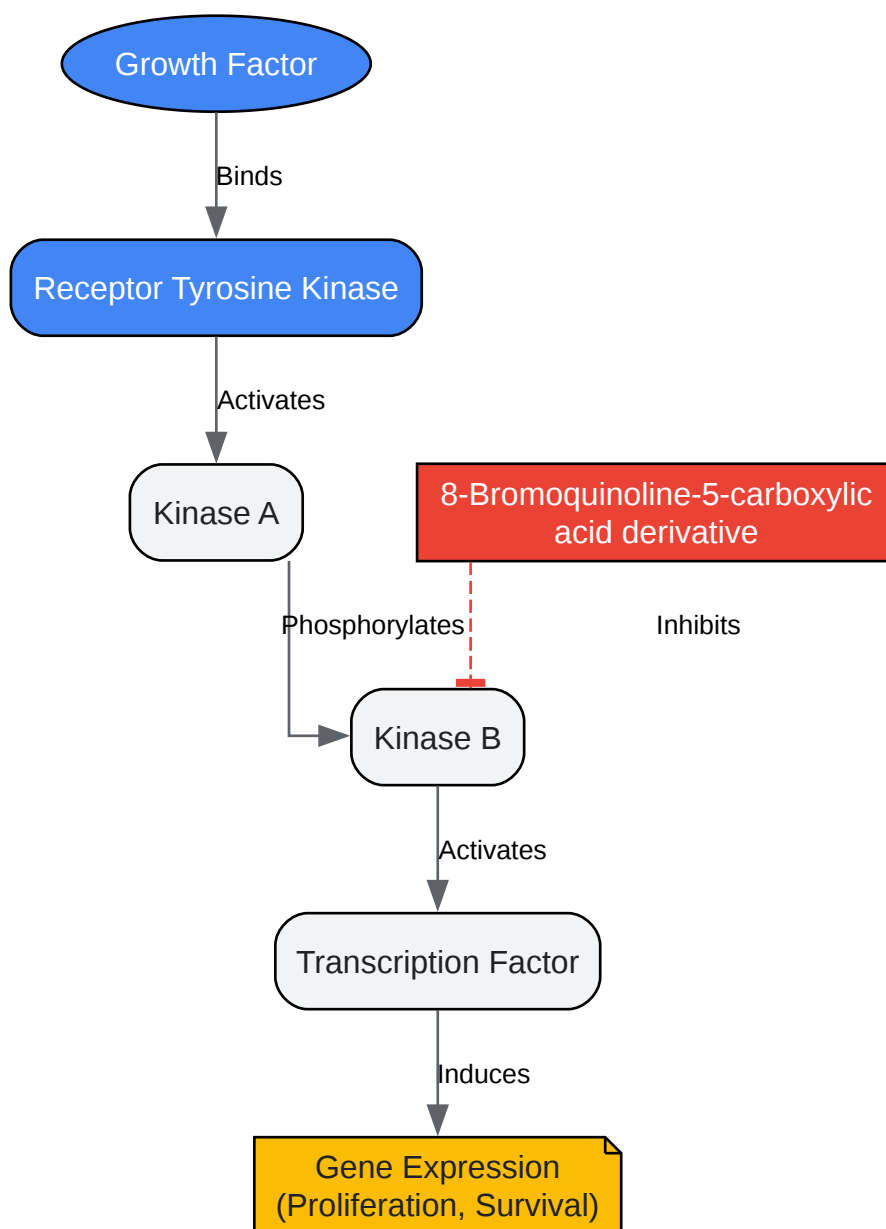 Growth Factor
Binds
Receptor Tyrosine Kinase
Activates
Kinase A
8-Bromoquinoline-5-carboxylic
acid derivative
Phosphorylates
Inhibits
Kinase B
Activates
Transcription Factor
Induces
Gene Expression
(Proliferation, Survival)